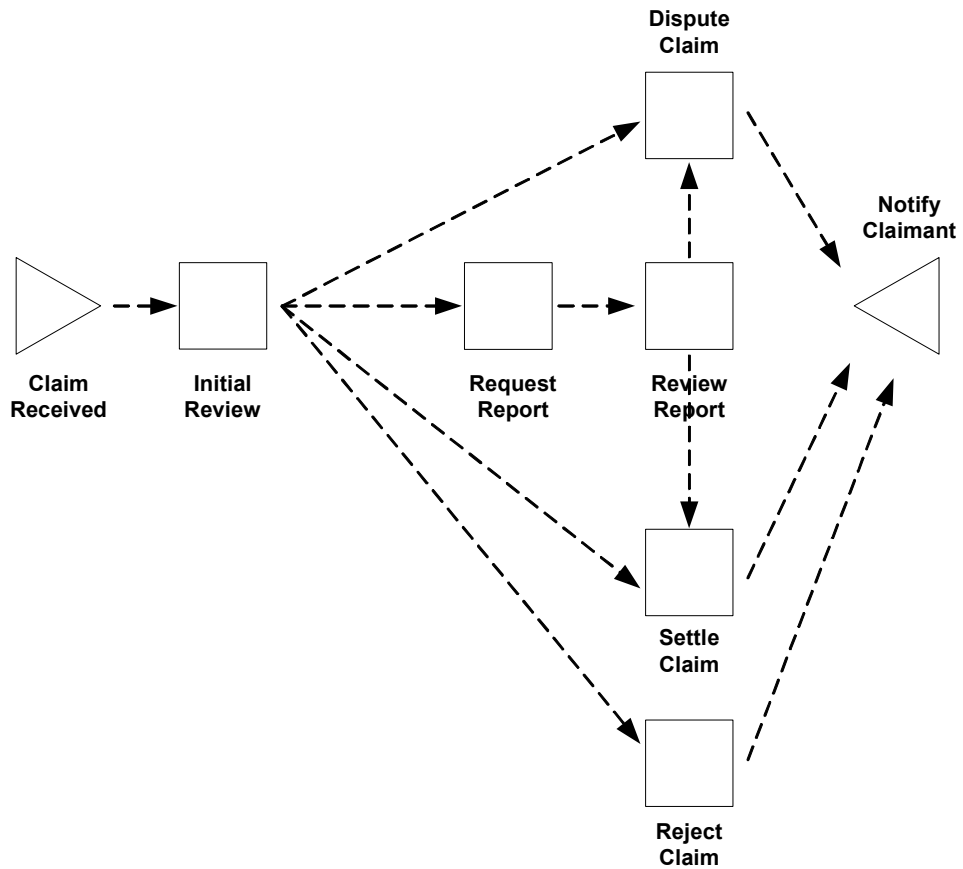 Dispute
Claim
Notify
Claimant
Claim
Received
Initial
Review
Request
Report
Review
Report
Settle
Claim
Reject
Claim